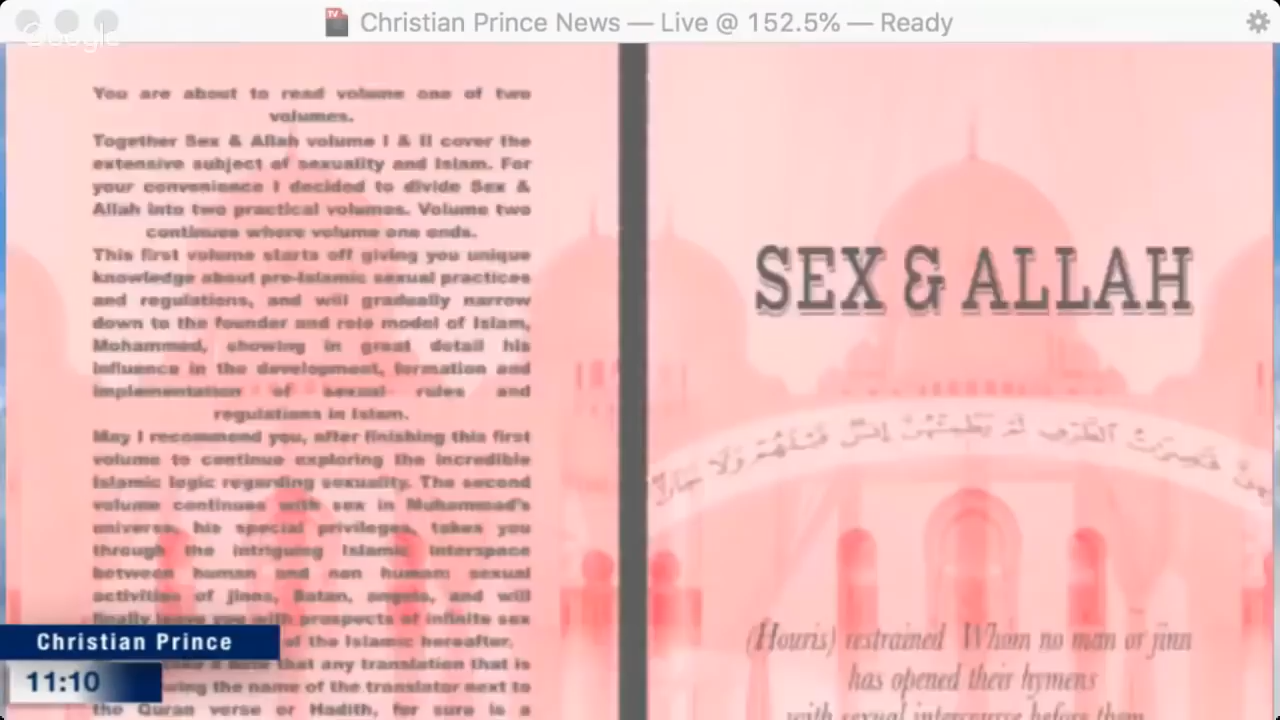 Christian Prince News — Live @ 152.5% — Ready
Google
You are about to read volume one of two
volumes.
Together Sex & Allah volume I & II cover the
extensive subject of sexuality and Islam. For
your convenience I decided to divide Sex &
Allah into two practical volumes. Volume two
continues where volume one ends.
This first volume starts off giving you unique
knowledge about pre-Islamic sexual practices
and regulations, and will gradually narrow
down to the founder and role model of Islam,
Mohammed, showing in great detail his
influence in the development, formation and
implementation of sexual rules and
regulations in Islam.
May I recommend you, after finishing this first
volume to continue exploring the incredible
Islamic logic regarding sexuality. The second
volume continues with sex in Muhammad's
universe, his special privileges, takes you
through the intriguing Islamic interspace
between human and non human sexual
activities of jinns, Satan, angels, and will
finally leave you with prospects of infinite sex
of the Islamic hereafter.
that any translation that is
the name of the translator next to
the Quran verse or Hadith, for sure is a
SEX & ALLAH
قَٰصِرَٰتُ ٱلطَّرْفِ لَمْ يَطْمِثْهُنَّ إِنسٌ قَبْلَهُمْ وَلَا جَآنٌّ
(Houris) restrained Whom no man or jinn
has opened their hymens
with sexual intercourse before them
Christian Prince
11:10